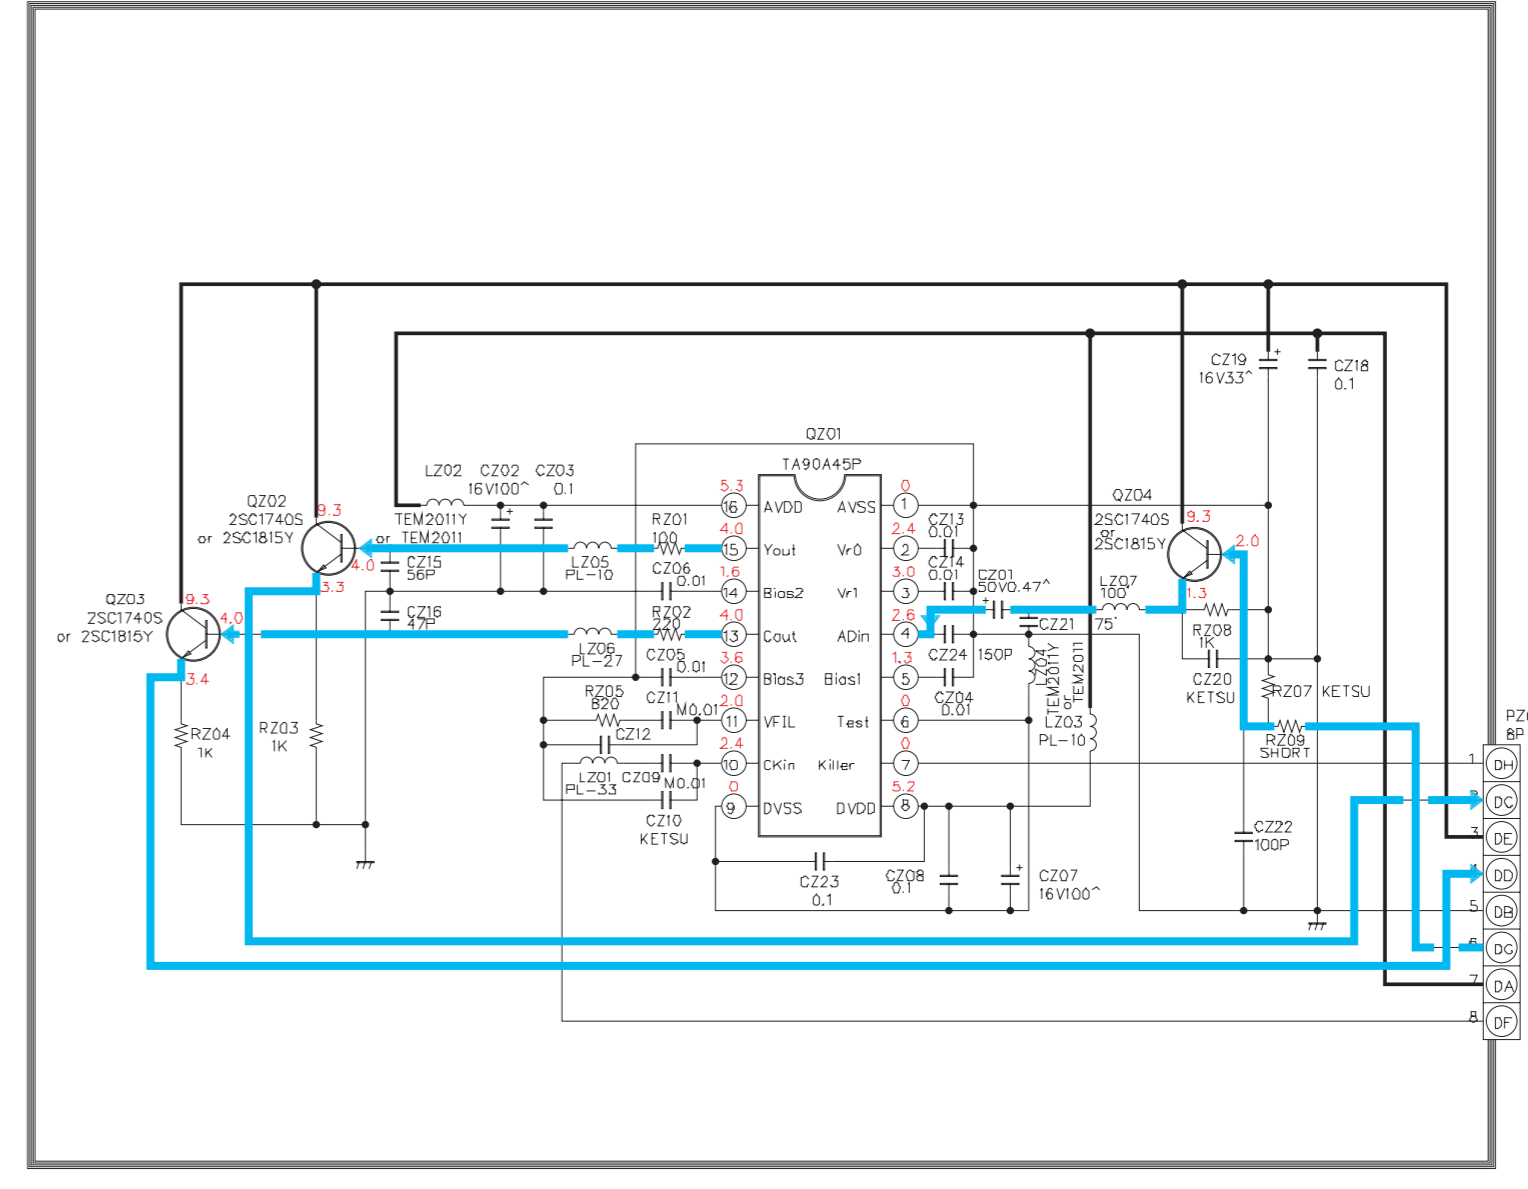 CZ19
16V33^
CZ18
0.1
QZ01
TA90A45P
LZ02 CZ02 CZ03
16V100^ 0.1
TEM2011Y
or TEM2011
QZ02
2SC1740S
or 2SC1815Y
9.3
4.0
3.3
QZ03
2SC1740S
or 2SC1815Y
9.3
4.0
3.4
CZ15
56P
CZ16
47P
RZ01
100
LZ05
PL-10
CZ06
0.01
RZ02
220
LZ06
PL-27
CZ05
0.01
RZ05
820
CZ11
M0.01
CZ12
LZ01
PL-33
CZ09
M0.01
CZ10
KETSU
RZ04
1K
RZ03
1K
5.3
16 AVDD
4.0
15 Yout
1.6
14 Bias2
4.0
13 Cout
3.6
12 Bias3
2.0
11 VFIL
2.4
10 CKin
0
9 DVSS
0
AVSS 1
2.4
Vr0 2
3.0
Vr1 3
2.6
ADin 4
1.3
Bias1 5
0
Test 6
0
Killer 7
5.2
DVDD 8
CZ13
0.01
CZ14
0.01
CZ01
50V0.47^
CZ21
75
CZ24
150P
CZ04
0.01
LZ04
TEM2011Y
or
TEM2011
LZ03
PL-10
LZ07
100
QZ04
2SC1740S
or
2SC1815Y
9.3
2.0
1.3
RZ08
1K
CZ20
KETSU
RZ07 KETSU
RZ09
SHORT
CZ22
100P
CZ23
0.1
CZ08
0.1
CZ07
16V100^
8P
1 DH
DC
3 DE
DD
5 DB
6 DG
7 DA
8 DF